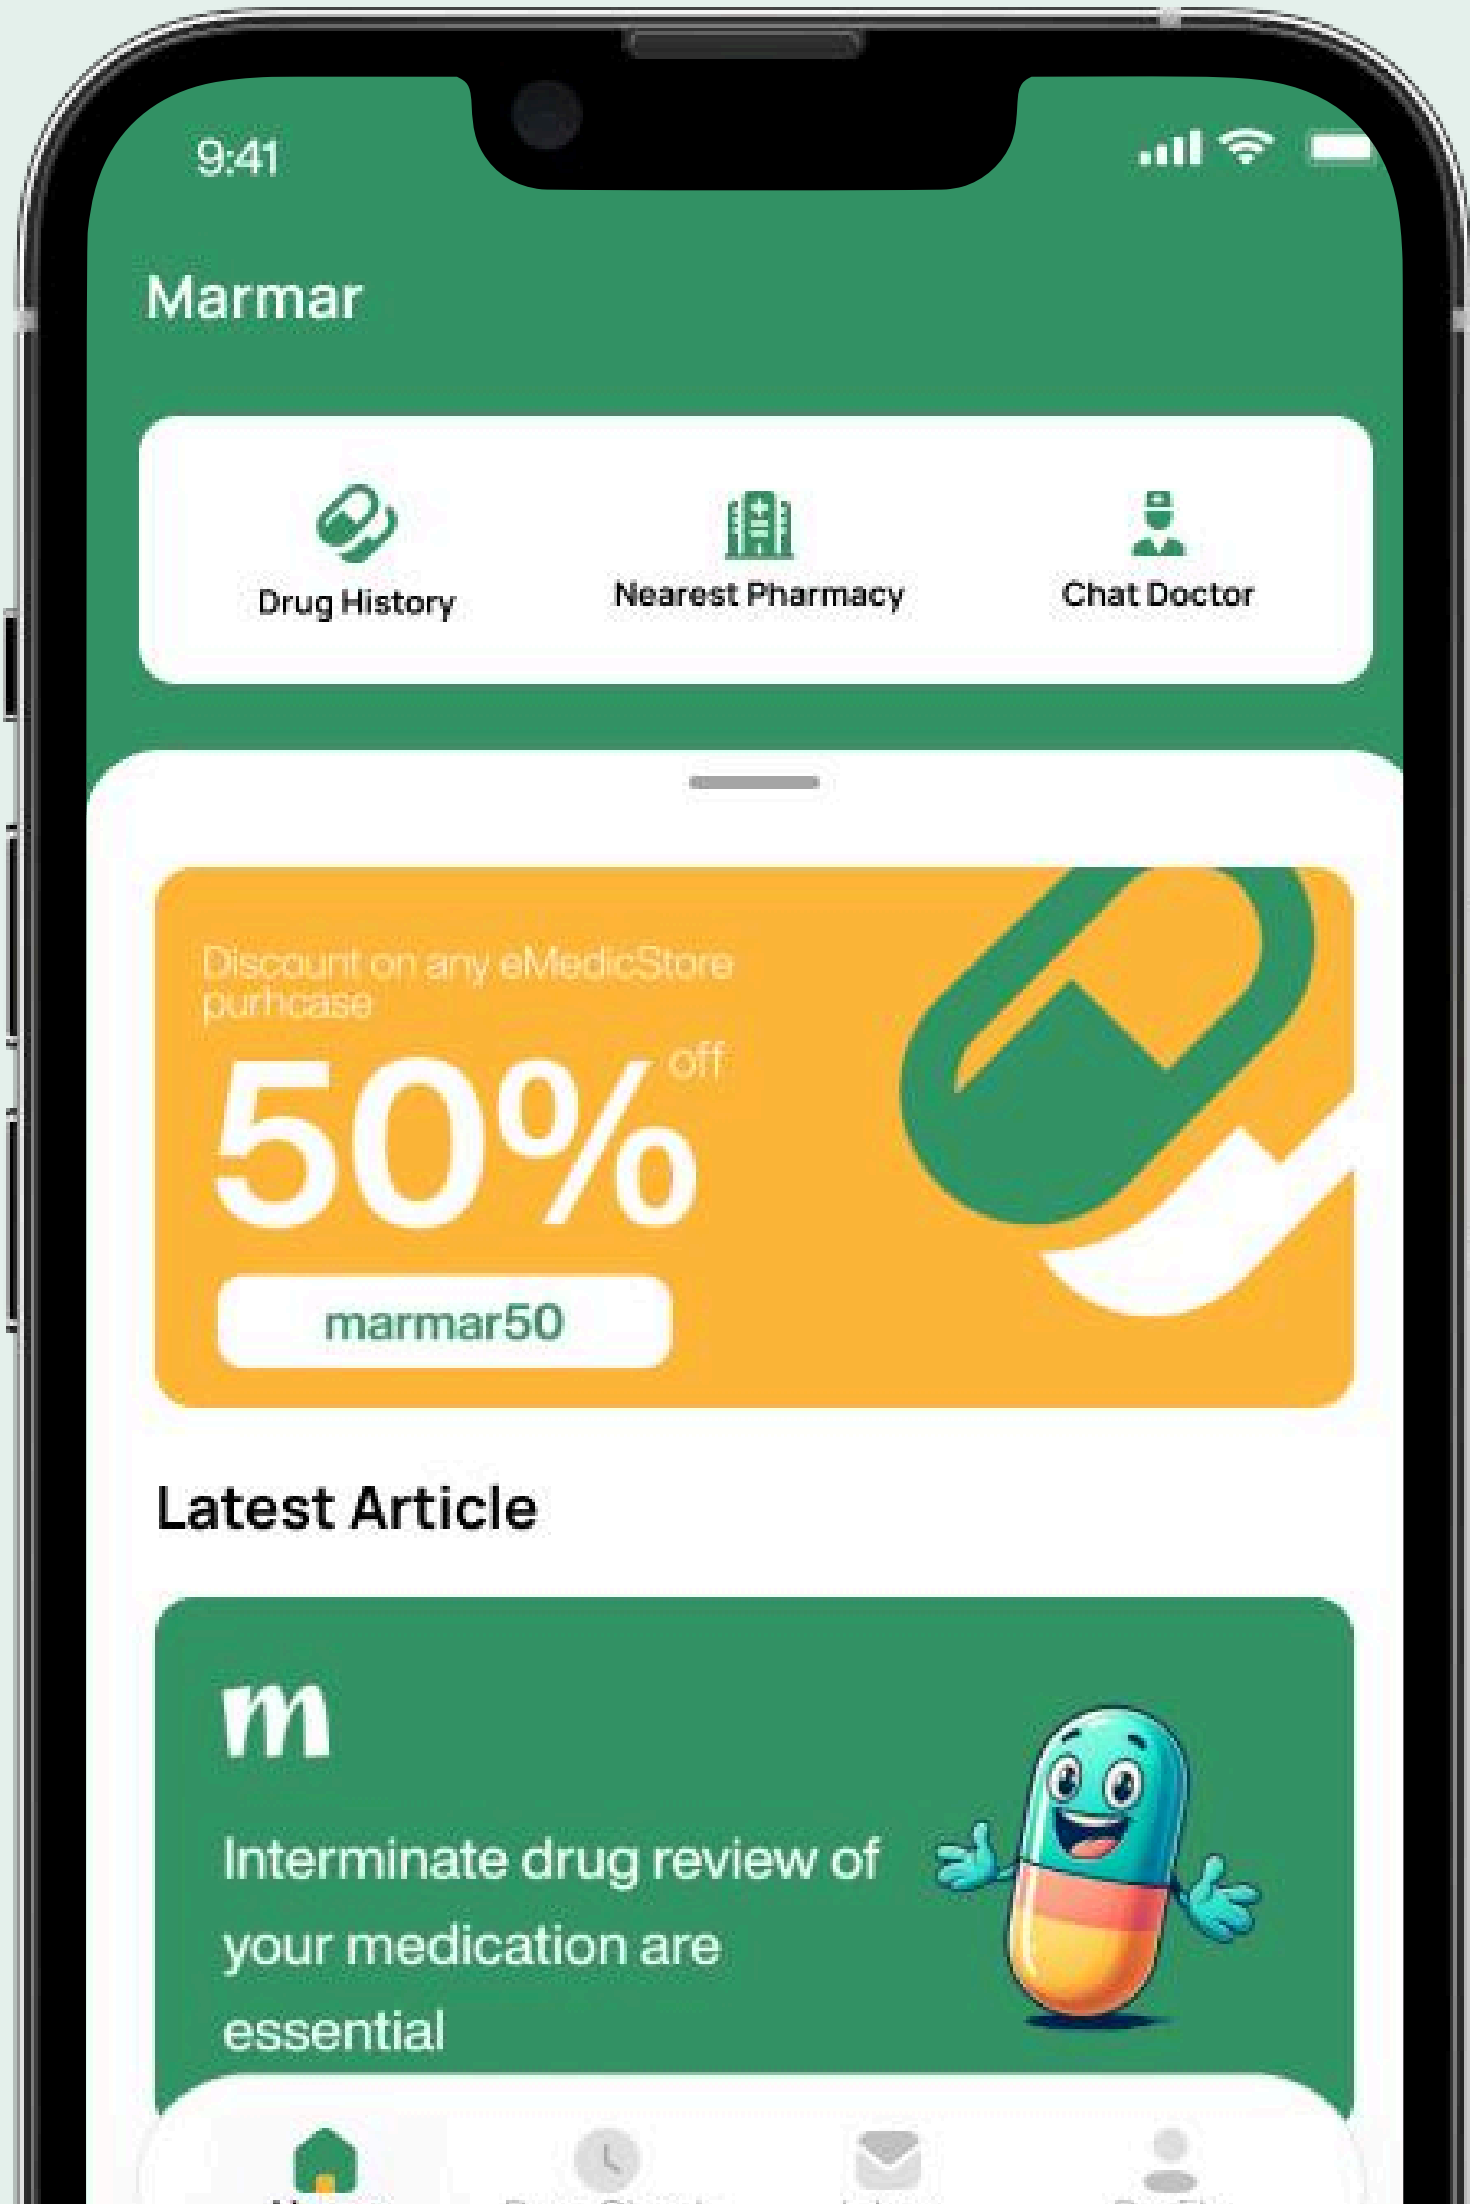 9:41
Marmar
Drug History
Nearest Pharmacy
Chat Doctor
Discount on any eMedicStore
purhcase
50% off
marmar50
Latest Article
m
Interminate drug review of
your medication are
essential